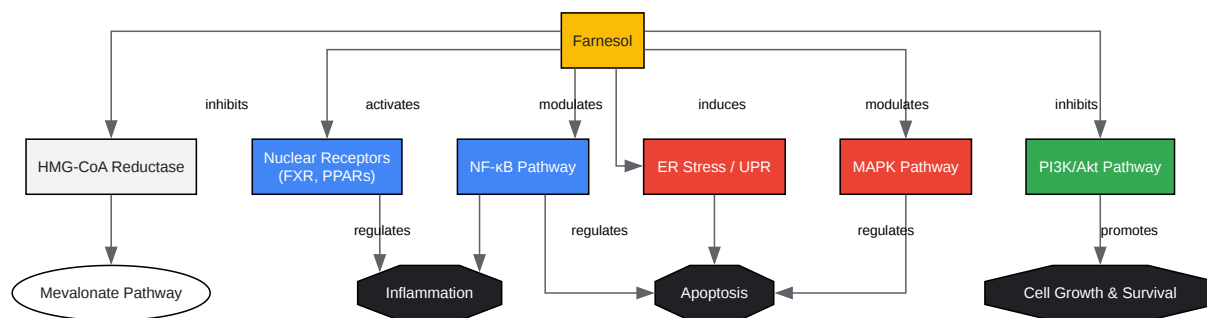 Farnesol
inhibits
activates
modulates
induces
modulates
inhibits
HMG-CoA Reductase
Nuclear Receptors
(FXR, PPARs)
NF-κB Pathway
ER Stress / UPR
MAPK Pathway
PI3K/Akt Pathway
regulates
regulates
regulates
promotes
Mevalonate Pathway
Inflammation
Apoptosis
Cell Growth & Survival